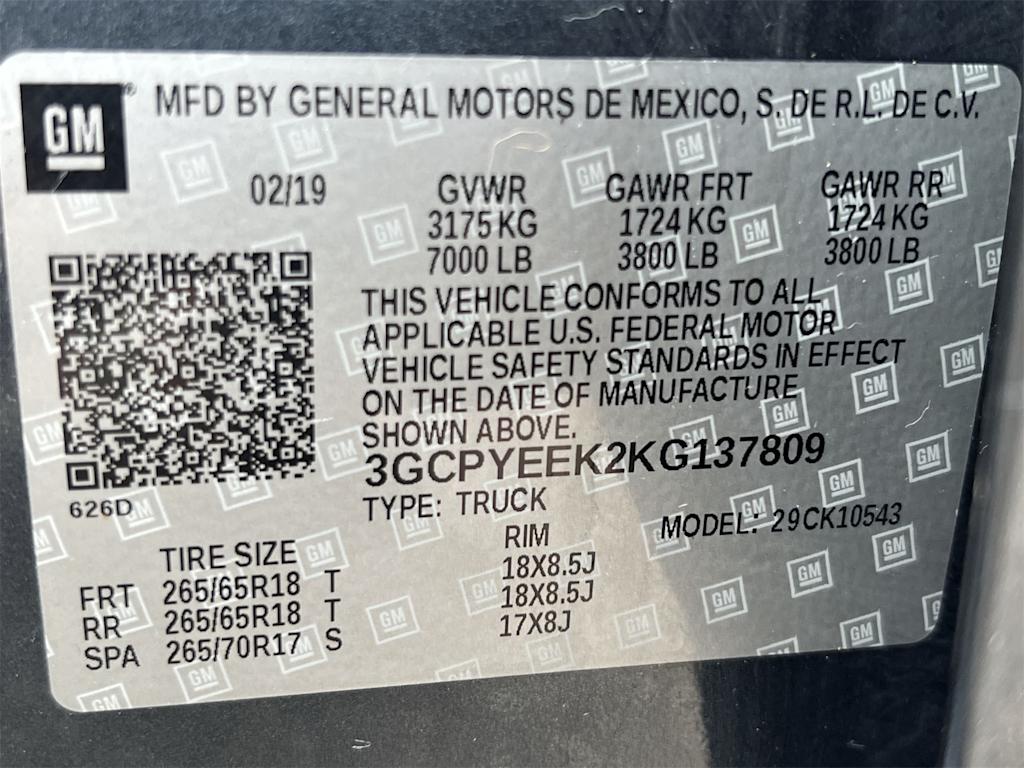 GM® MFD BY GENERAL MOTORS DE MEXICO, S. DE R.L. DE C.V.
02/19 GVWR GAWR FRT GAWR RR
3175 KG 1724 KG 1724 KG
7000 LB 3800 LB 3800 LB
THIS VEHICLE CONFORMS TO ALL
APPLICABLE U.S. FEDERAL MOTOR
VEHICLE SAFETY STANDARDS IN EFFECT
ON THE DATE OF MANUFACTURE
SHOWN ABOVE.
3GCPYEEK2KG137809
626D
TYPE: TRUCK MODEL: 29CK10543
TIRE SIZE RIM
FRT 265/65R18 T 18X8.5J
RR 265/65R18 T 18X8.5J
SPA 265/70R17 S 17X8J